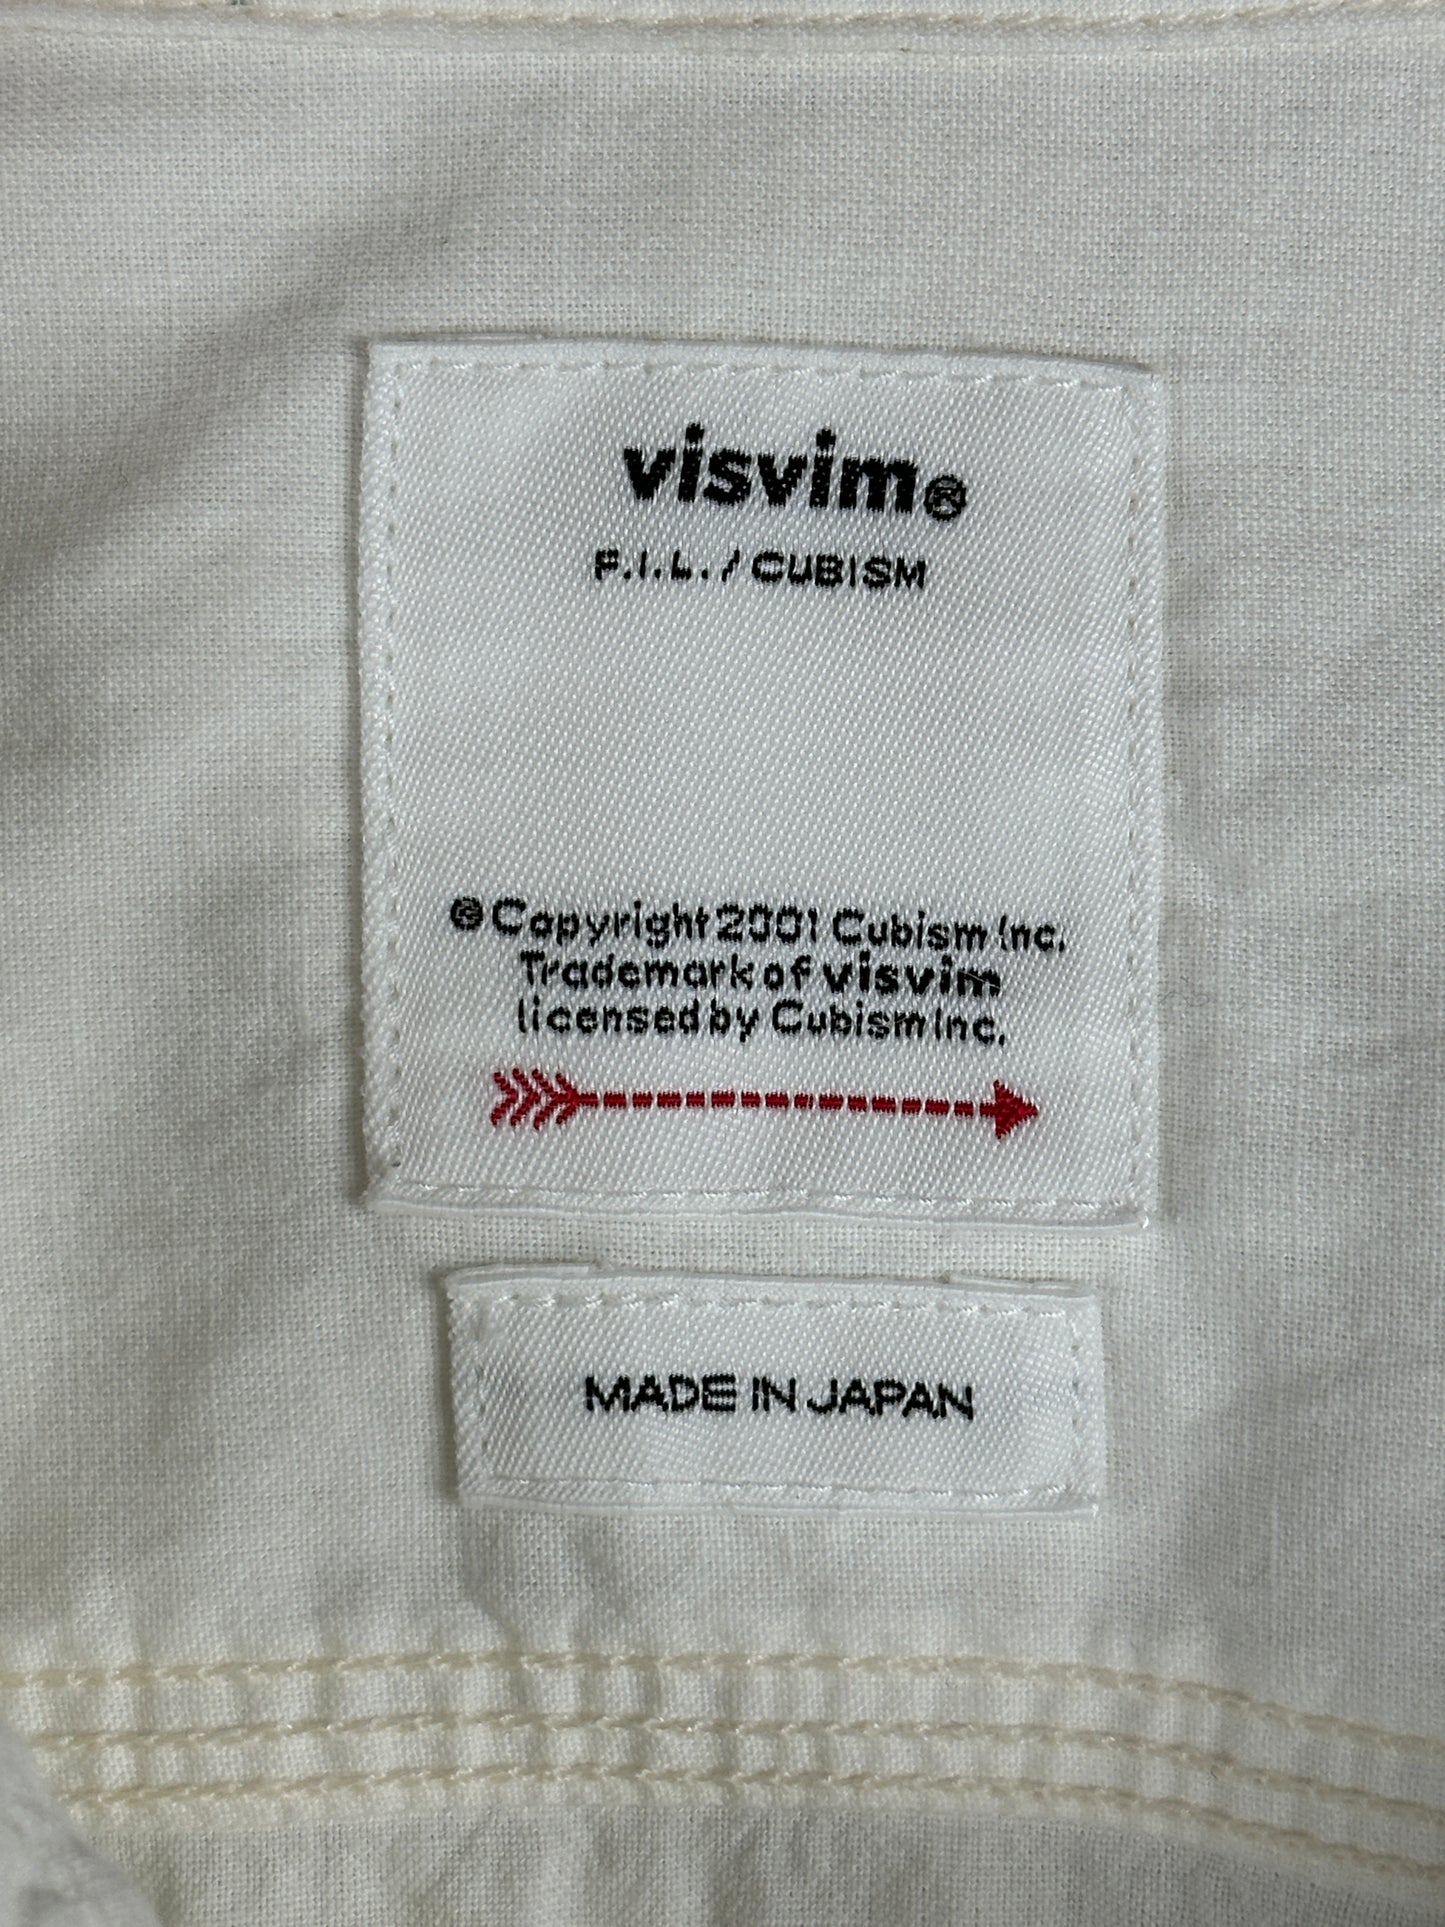 visvim®
F.I.L. / CUBISM
©Copyright 2001 Cubism Inc.
Trademark of visvim
licensed by Cubism Inc.
MADE IN JAPAN